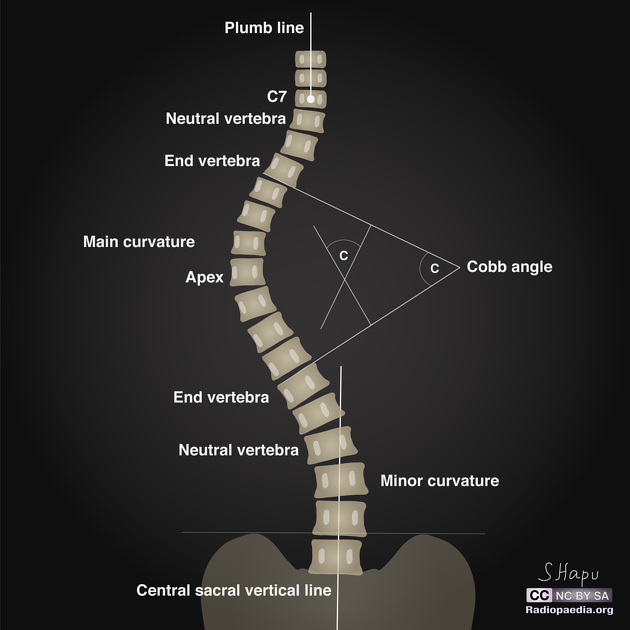 Plumb line
C7
Neutral vertebra
End vertebra
Main curvature
C
C
Cobb angle
Apex
End vertebra
Neutral vertebra
Minor curvature
Central sacral vertical line
S Hapu
CC NC BY SA
Radiopaedia.org